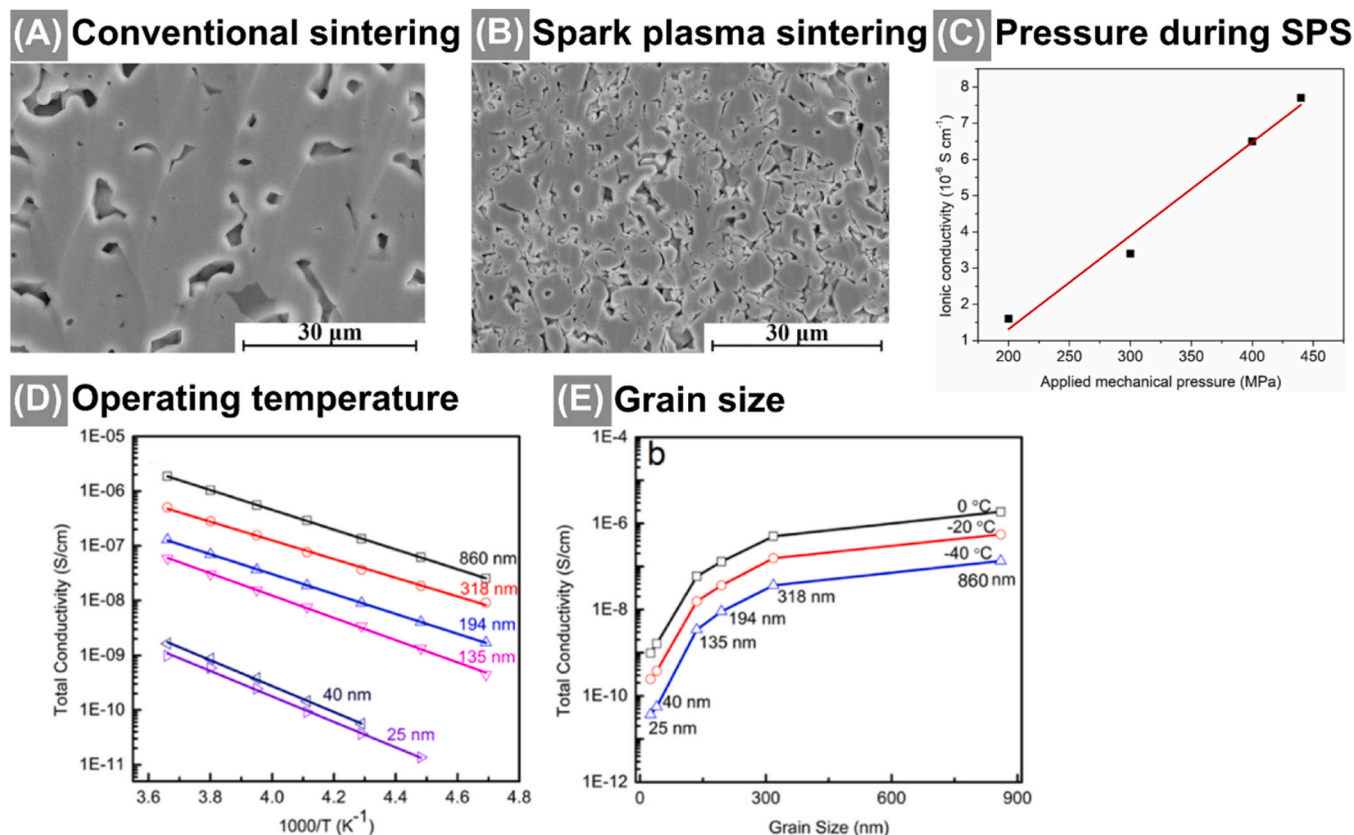 (A) Conventional sintering
30 μm
(B) Spark plasma sintering
30 μm
(C) Pressure during SPS
Ionic conductivity (10⁻⁶ S cm⁻¹)
8
7
6
5
4
3
2
1
200 250 300 350 400 450
Applied mechanical pressure (MPa)
(D) Operating temperature
Total Conductivity (S/cm)
1E-05
1E-06
1E-07
1E-08
1E-09
1E-10
1E-11
860 nm
318 nm
194 nm
135 nm
40 nm
25 nm
3.6 4.0 4.4 4.8
1000/T (K⁻¹)
(E) Grain size
b
Total Conductivity (S/cm)
1E-4
1E-6
1E-8
1E-10
1E-12
0 °C
-20 °C
-40 °C
860 nm
318 nm
194 nm
135 nm
40 nm
25 nm
0 300 600 900
Grain Size (nm)